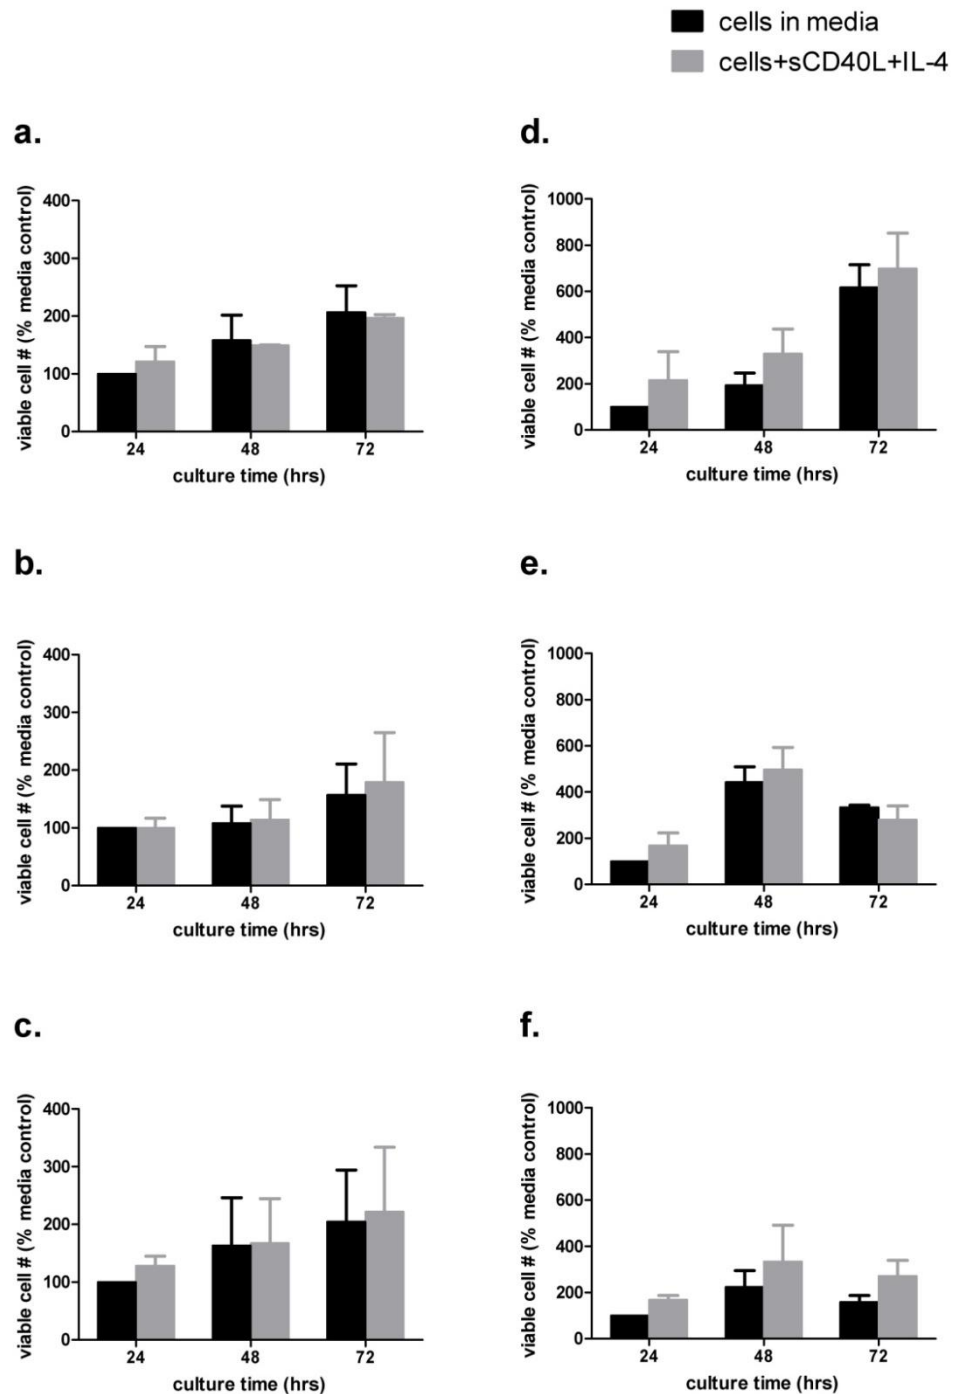 cells in media
cells+sCD40L+IL-4
a.
viable cell # (% media control)
400
300
200
100
0
24 48 72
culture time (hrs)
d.
viable cell # (% media control)
1000
800
600
400
200
0
24 48 72
culture time (hrs)
b.
viable cell # (% media control)
400
300
200
100
0
24 48 72
culture time (hrs)
e.
viable cell # (% media control)
1000
800
600
400
200
0
24 48 72
culture time (hrs)
c.
viable cell # (% media control)
400
300
200
100
0
24 48 72
culture time (hrs)
f.
viable cell # (% media control)
1000
800
600
400
200
0
24 48 72
culture time (hrs)